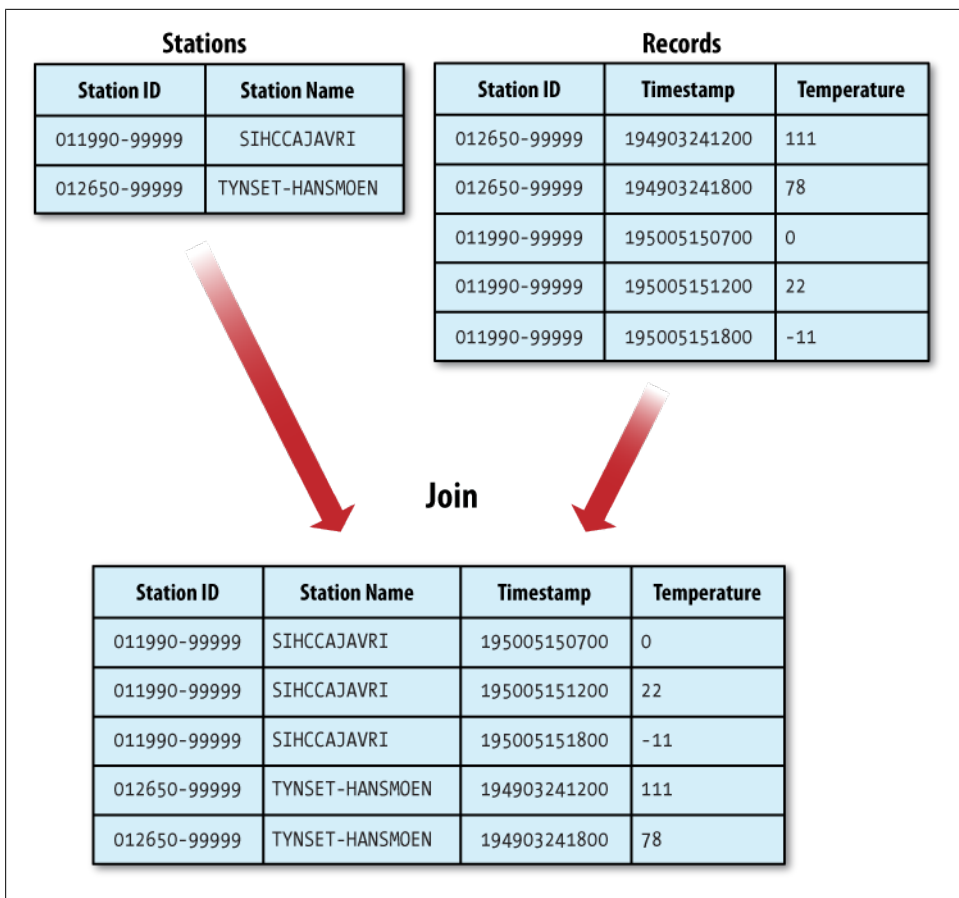 Stations
Station ID Station Name
011990-99999 SIHCCAJAVRI
012650-99999 TYNSET-HANSMOEN
Records
Station ID Timestamp Temperature
012650-99999 194903241200 111
012650-99999 194903241800 78
011990-99999 195005150700 0
011990-99999 195005151200 22
011990-99999 195005151800 -11
Join
Station ID Station Name Timestamp Temperature
011990-99999 SIHCCAJAVRI 195005150700 0
011990-99999 SIHCCAJAVRI 195005151200 22
011990-99999 SIHCCAJAVRI 195005151800 -11
012650-99999 TYNSET-HANSMOEN 194903241200 111
012650-99999 TYNSET-HANSMOEN 194903241800 78